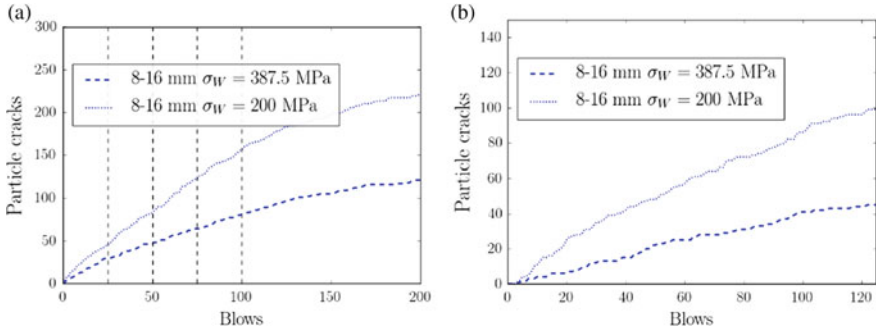 (a)
300
250
200
150
100
50
0
Particle cracks
8-16 mm σW = 387.5 MPa
8-16 mm σW = 200 MPa
0 50 100 150 200
Blows
(b)
140
120
100
80
60
40
20
0
Particle cracks
8-16 mm σW = 387.5 MPa
8-16 mm σW = 200 MPa
0 20 40 60 80 100 120
Blows